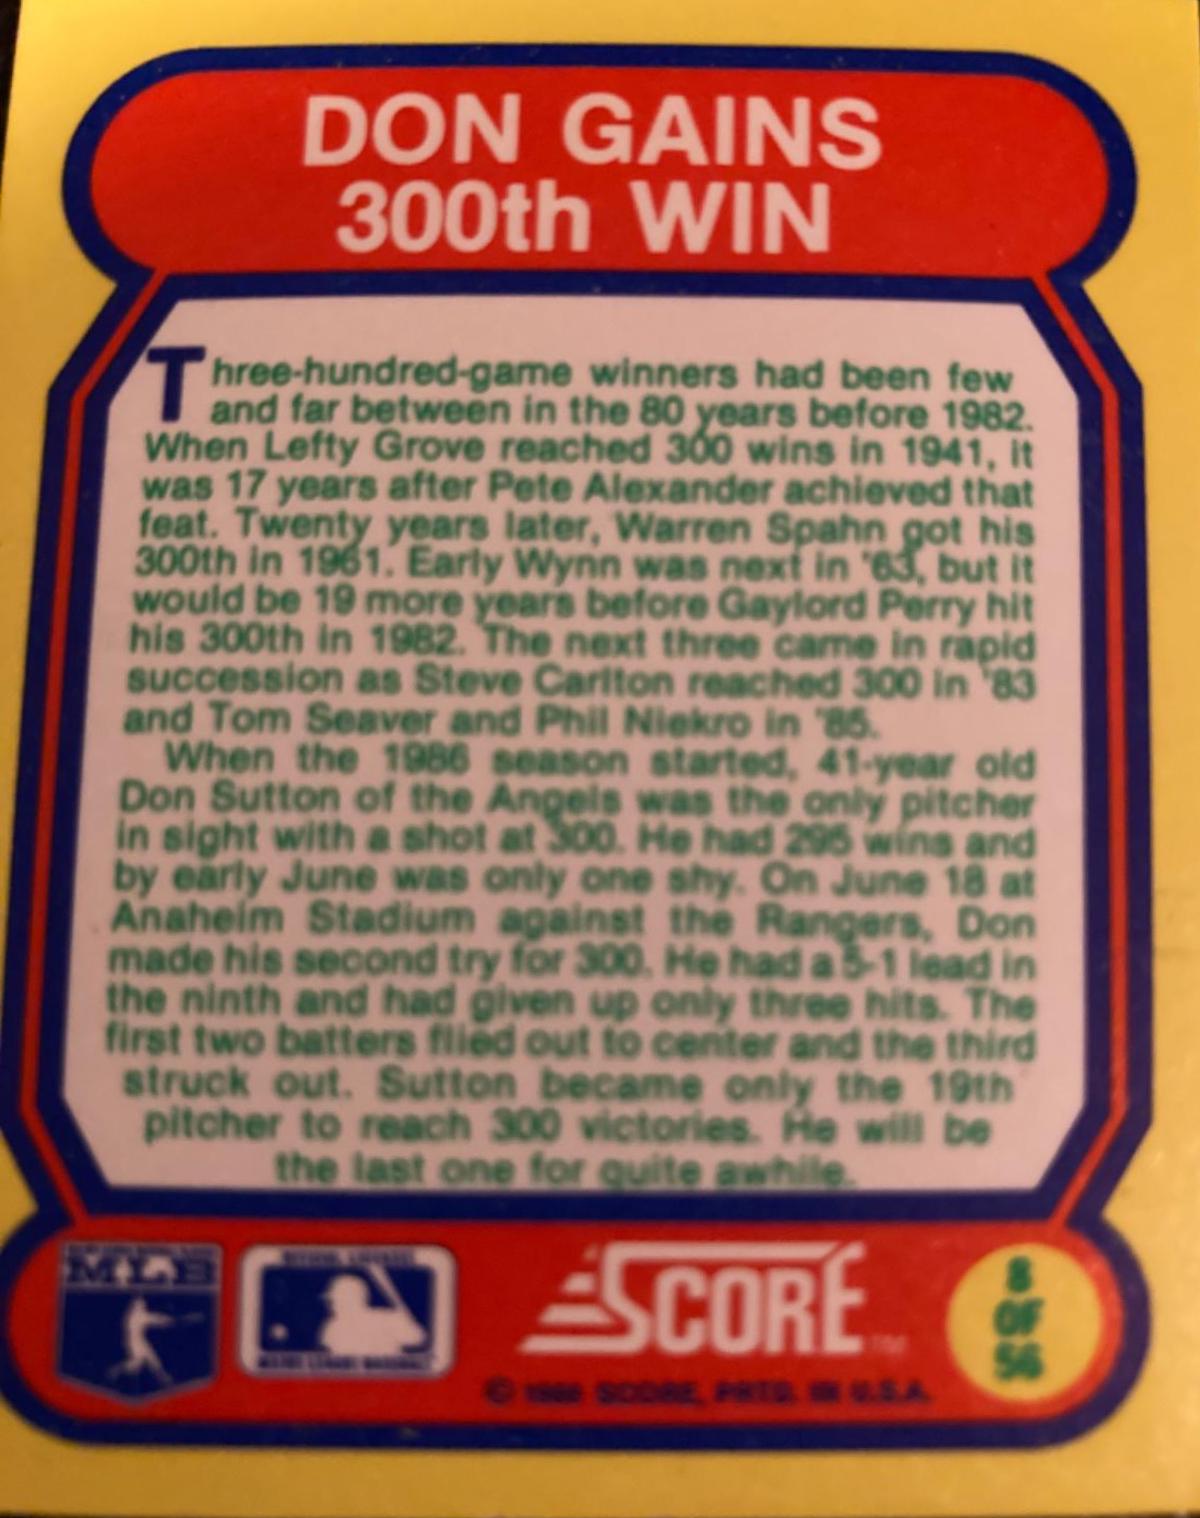 DON GAINS
300th WIN
Three-hundred-game winners had been few
and far between in the 80 years before 1982.
When Lefty Grove reached 300 wins in 1941, it
was 17 years after Pete Alexander achieved that
feat. Twenty years later, Warren Spahn got his
300th in 1961. Early Wynn was next in '63, but it
would be 19 more years before Gaylord Perry hit
his 300th in 1982. The next three came in rapid
succession as Steve Carlton reached 300 in '83
and Tom Seaver and Phil Niekro in '85.
When the 1986 season started, 41-year old
Don Sutton of the Angels was the only pitcher
in sight with a shot at 300. He had 295 wins and
by early June was only one shy. On June 18 at
Anaheim Stadium against the Rangers, Don
made his second try for 300. He had a 5-1 lead in
the ninth and had given up only three hits. The
first two batters flied out to center and the third
struck out. Sutton became only the 19th
pitcher to reach 300 victories. He will be
the last one for quite awhile.
MLB
OFFICIAL LICENSEE
MAJOR LEAGUE BASEBALL
SCORE TM
8
OF
56
© SCORE, PRTD. IN U.S.A.